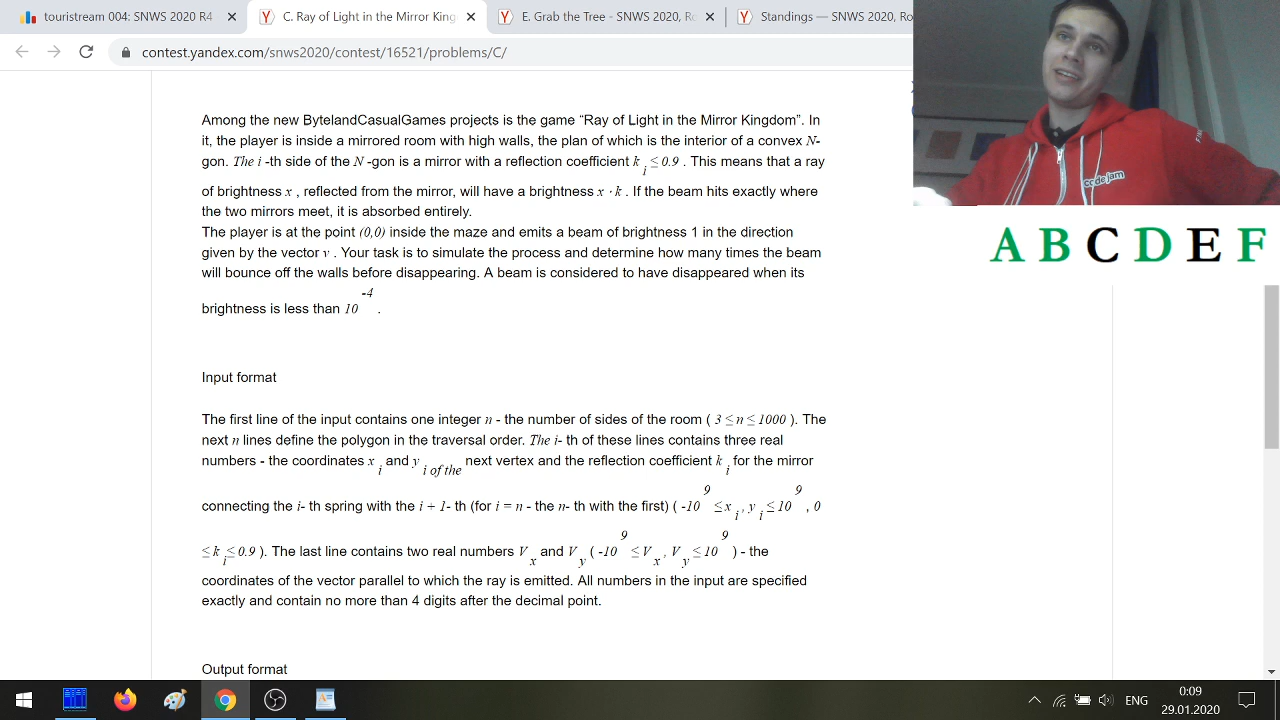 touristream 004: SNWS 2020 R4
C. Ray of Light in the Mirror King
E. Grab the Tree - SNWS 2020, Ro
Standings — SNWS 2020, Ro
contest.yandex.com/snws2020/contest/16521/problems/C/
Among the new BytelandCasualGames projects is the game “Ray of Light in the Mirror Kingdom”. In
it, the player is inside a mirrored room with high walls, the plan of which is the interior of a convex N-
gon. The i -th side of the N -gon is a mirror with a reflection coefficient k i ≤ 0.9 . This means that a ray
of brightness x , reflected from the mirror, will have a brightness x · k . If the beam hits exactly where
the two mirrors meet, it is absorbed entirely.
The player is at the point (0,0) inside the maze and emits a beam of brightness 1 in the direction
given by the vector v . Your task is to simulate the process and determine how many times the beam
will bounce off the walls before disappearing. A beam is considered to have disappeared when its
brightness is less than 10 -4 .
Input format
The first line of the input contains one integer n - the number of sides of the room ( 3 ≤ n ≤ 1000 ). The
next n lines define the polygon in the traversal order. The i- th of these lines contains three real
numbers - the coordinates x i and y i of the next vertex and the reflection coefficient k i for the mirror
connecting the i- th spring with the i + 1- th (for i = n - the n- th with the first) ( -10 9 ≤ x i , y i ≤ 10 9 , 0
≤ k i ≤ 0.9 ). The last line contains two real numbers V x and V y ( -10 9 ≤ V x , V y ≤ 10 9 ) - the
coordinates of the vector parallel to which the ray is emitted. All numbers in the input are specified
exactly and contain no more than 4 digits after the decimal point.
Output format
code jam
A B C D E F
ENG
0:09
29.01.2020